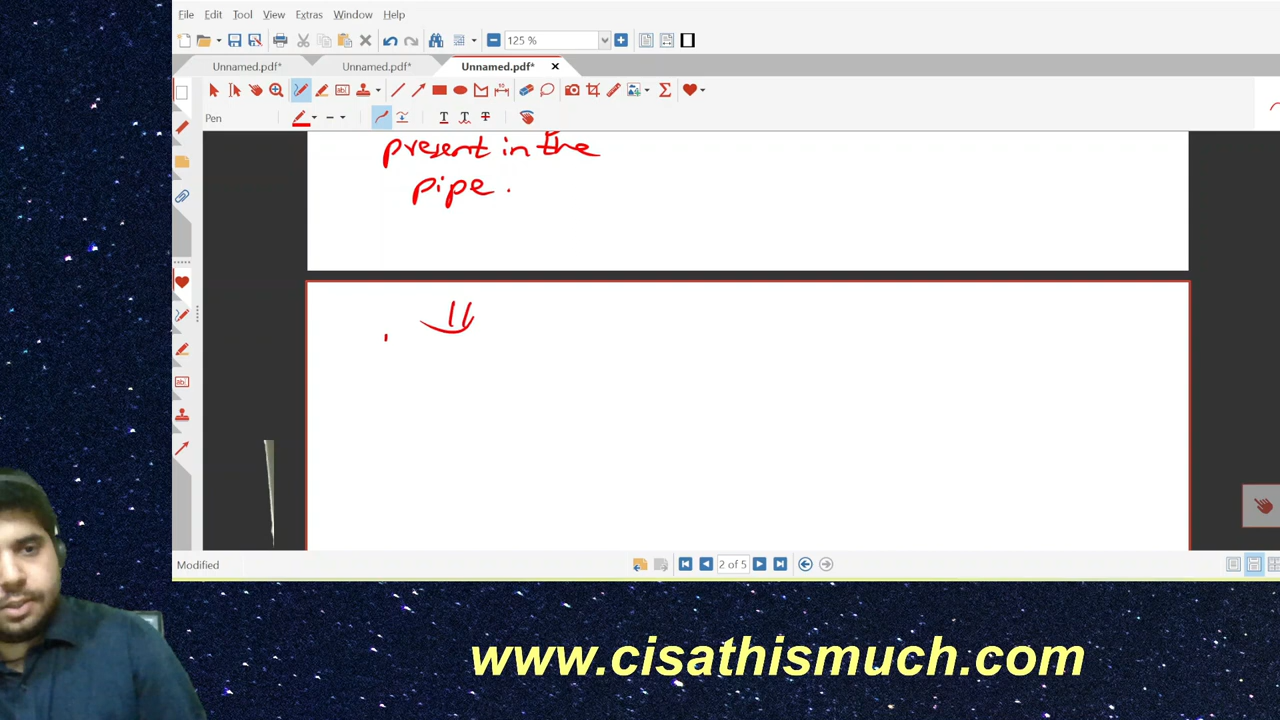 File Edit Tool View Extras Window Help
125 %
Unnamed.pdf* Unnamed.pdf* Unnamed.pdf*
Pen
present in the
pipe.
Modified
2 of 5
www.cisathismuch.com